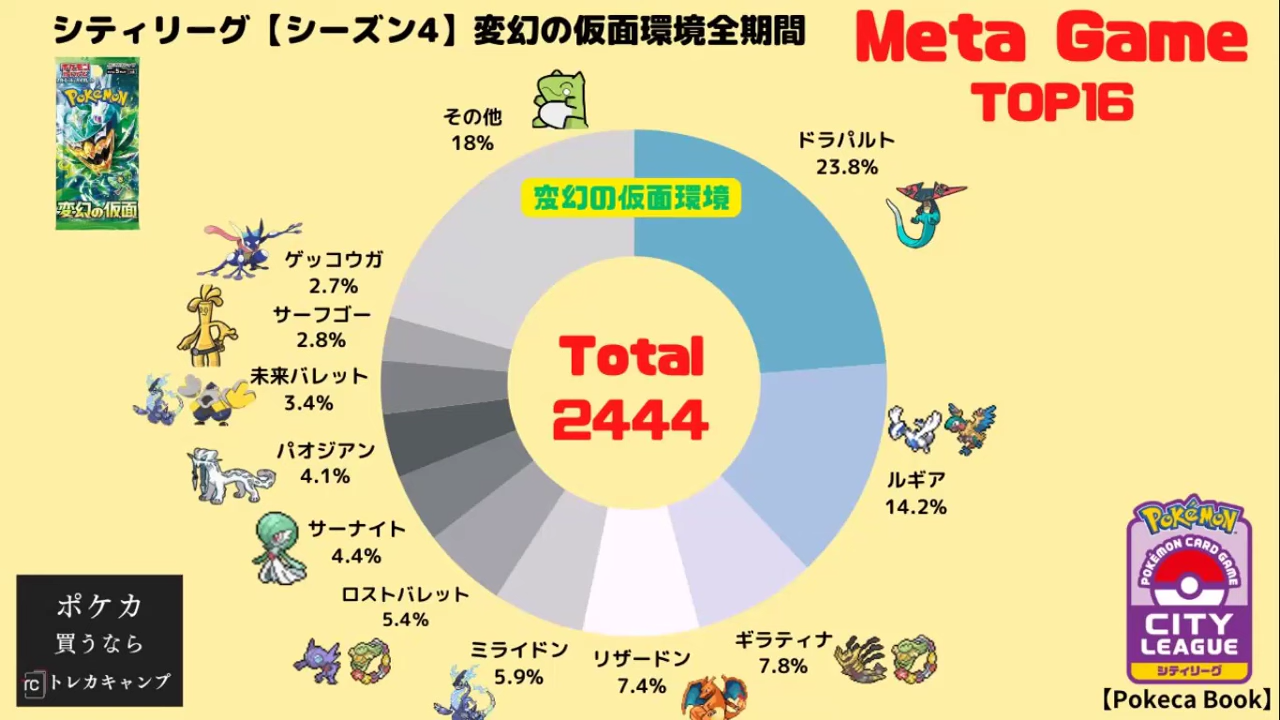 シティリーグ【シーズン4】変幻の仮面環境全期間
Meta Game
TOP16
Pokémon
変幻の仮面
その他
18%
ドラパルト
23.8%
変幻の仮面環境
ゲッコウガ
2.7%
サーフゴー
2.8%
未来バレット
3.4%
パオジアン
4.1%
サーナイト
4.4%
ロストバレット
5.4%
ミライドン
5.9%
リザードン
7.4%
ギラティナ
7.8%
ルギア
14.2%
Total
2444
ポケカ
買うなら
rc トレカキャンプ
Pokémon
POKÉMON CARD GAME
CITY
LEAGUE
シティリーグ
【Pokeca Book】